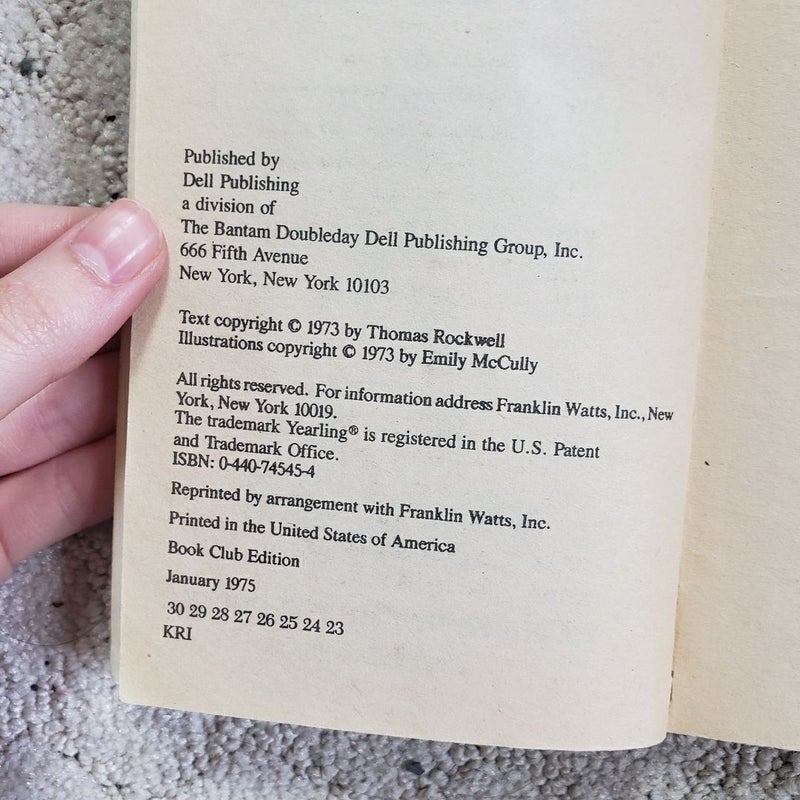 Published by
Dell Publishing
a division of
The Bantam Doubleday Dell Publishing Group, Inc.
666 Fifth Avenue
New York, New York 10103
Text copyright © 1973 by Thomas Rockwell
Illustrations copyright © 1973 by Emily McCully
All rights reserved. For information address Franklin Watts, Inc., New
York, New York 10019.
The trademark Yearling® is registered in the U.S. Patent
and Trademark Office.
ISBN: 0-440-74545-4
Reprinted by arrangement with Franklin Watts, Inc.
Printed in the United States of America
Book Club Edition
January 1975
30 29 28 27 26 25 24 23
KRI